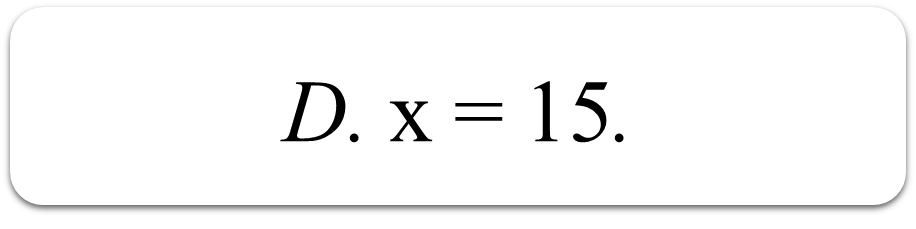 D. x = 15.